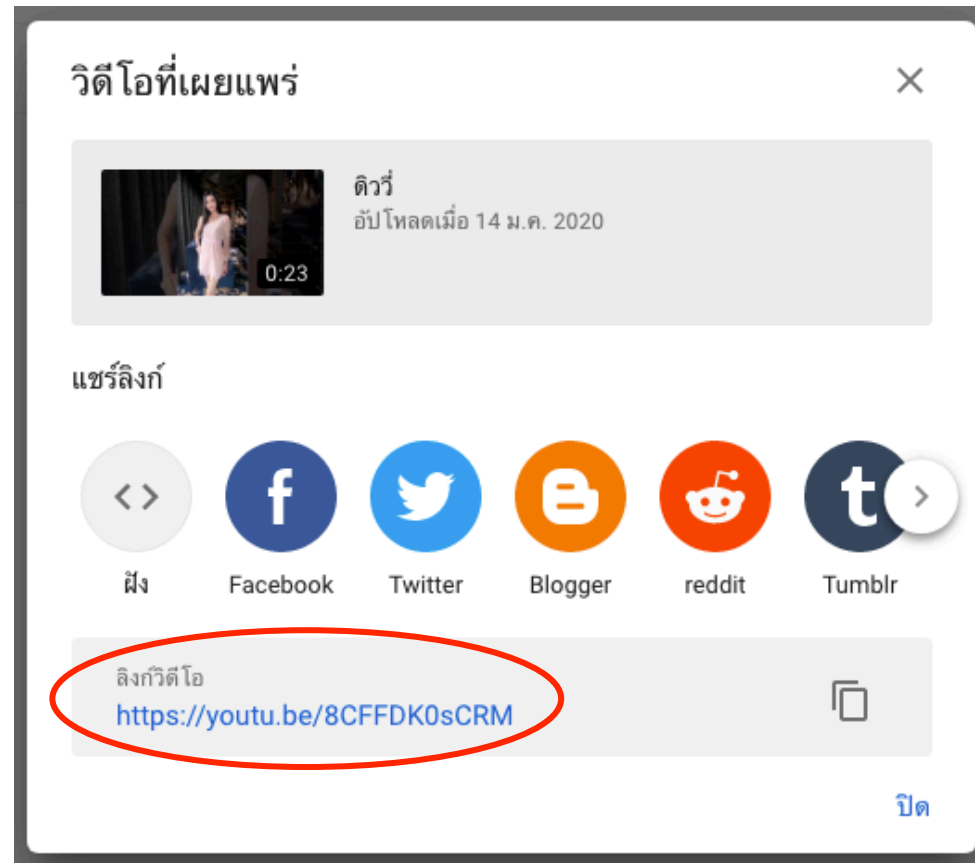 วิดีโอที่เผยแพร่
0:23
ดิววี่
อัปโหลดเมื่อ 14 ม.ค. 2020
แชร์ลิงก์
ฝัง
Facebook
Twitter
Blogger
reddit
Tumblr
ลิงก์วิดีโอ
https://youtu.be/8CFFDK0sCRM
ปิด